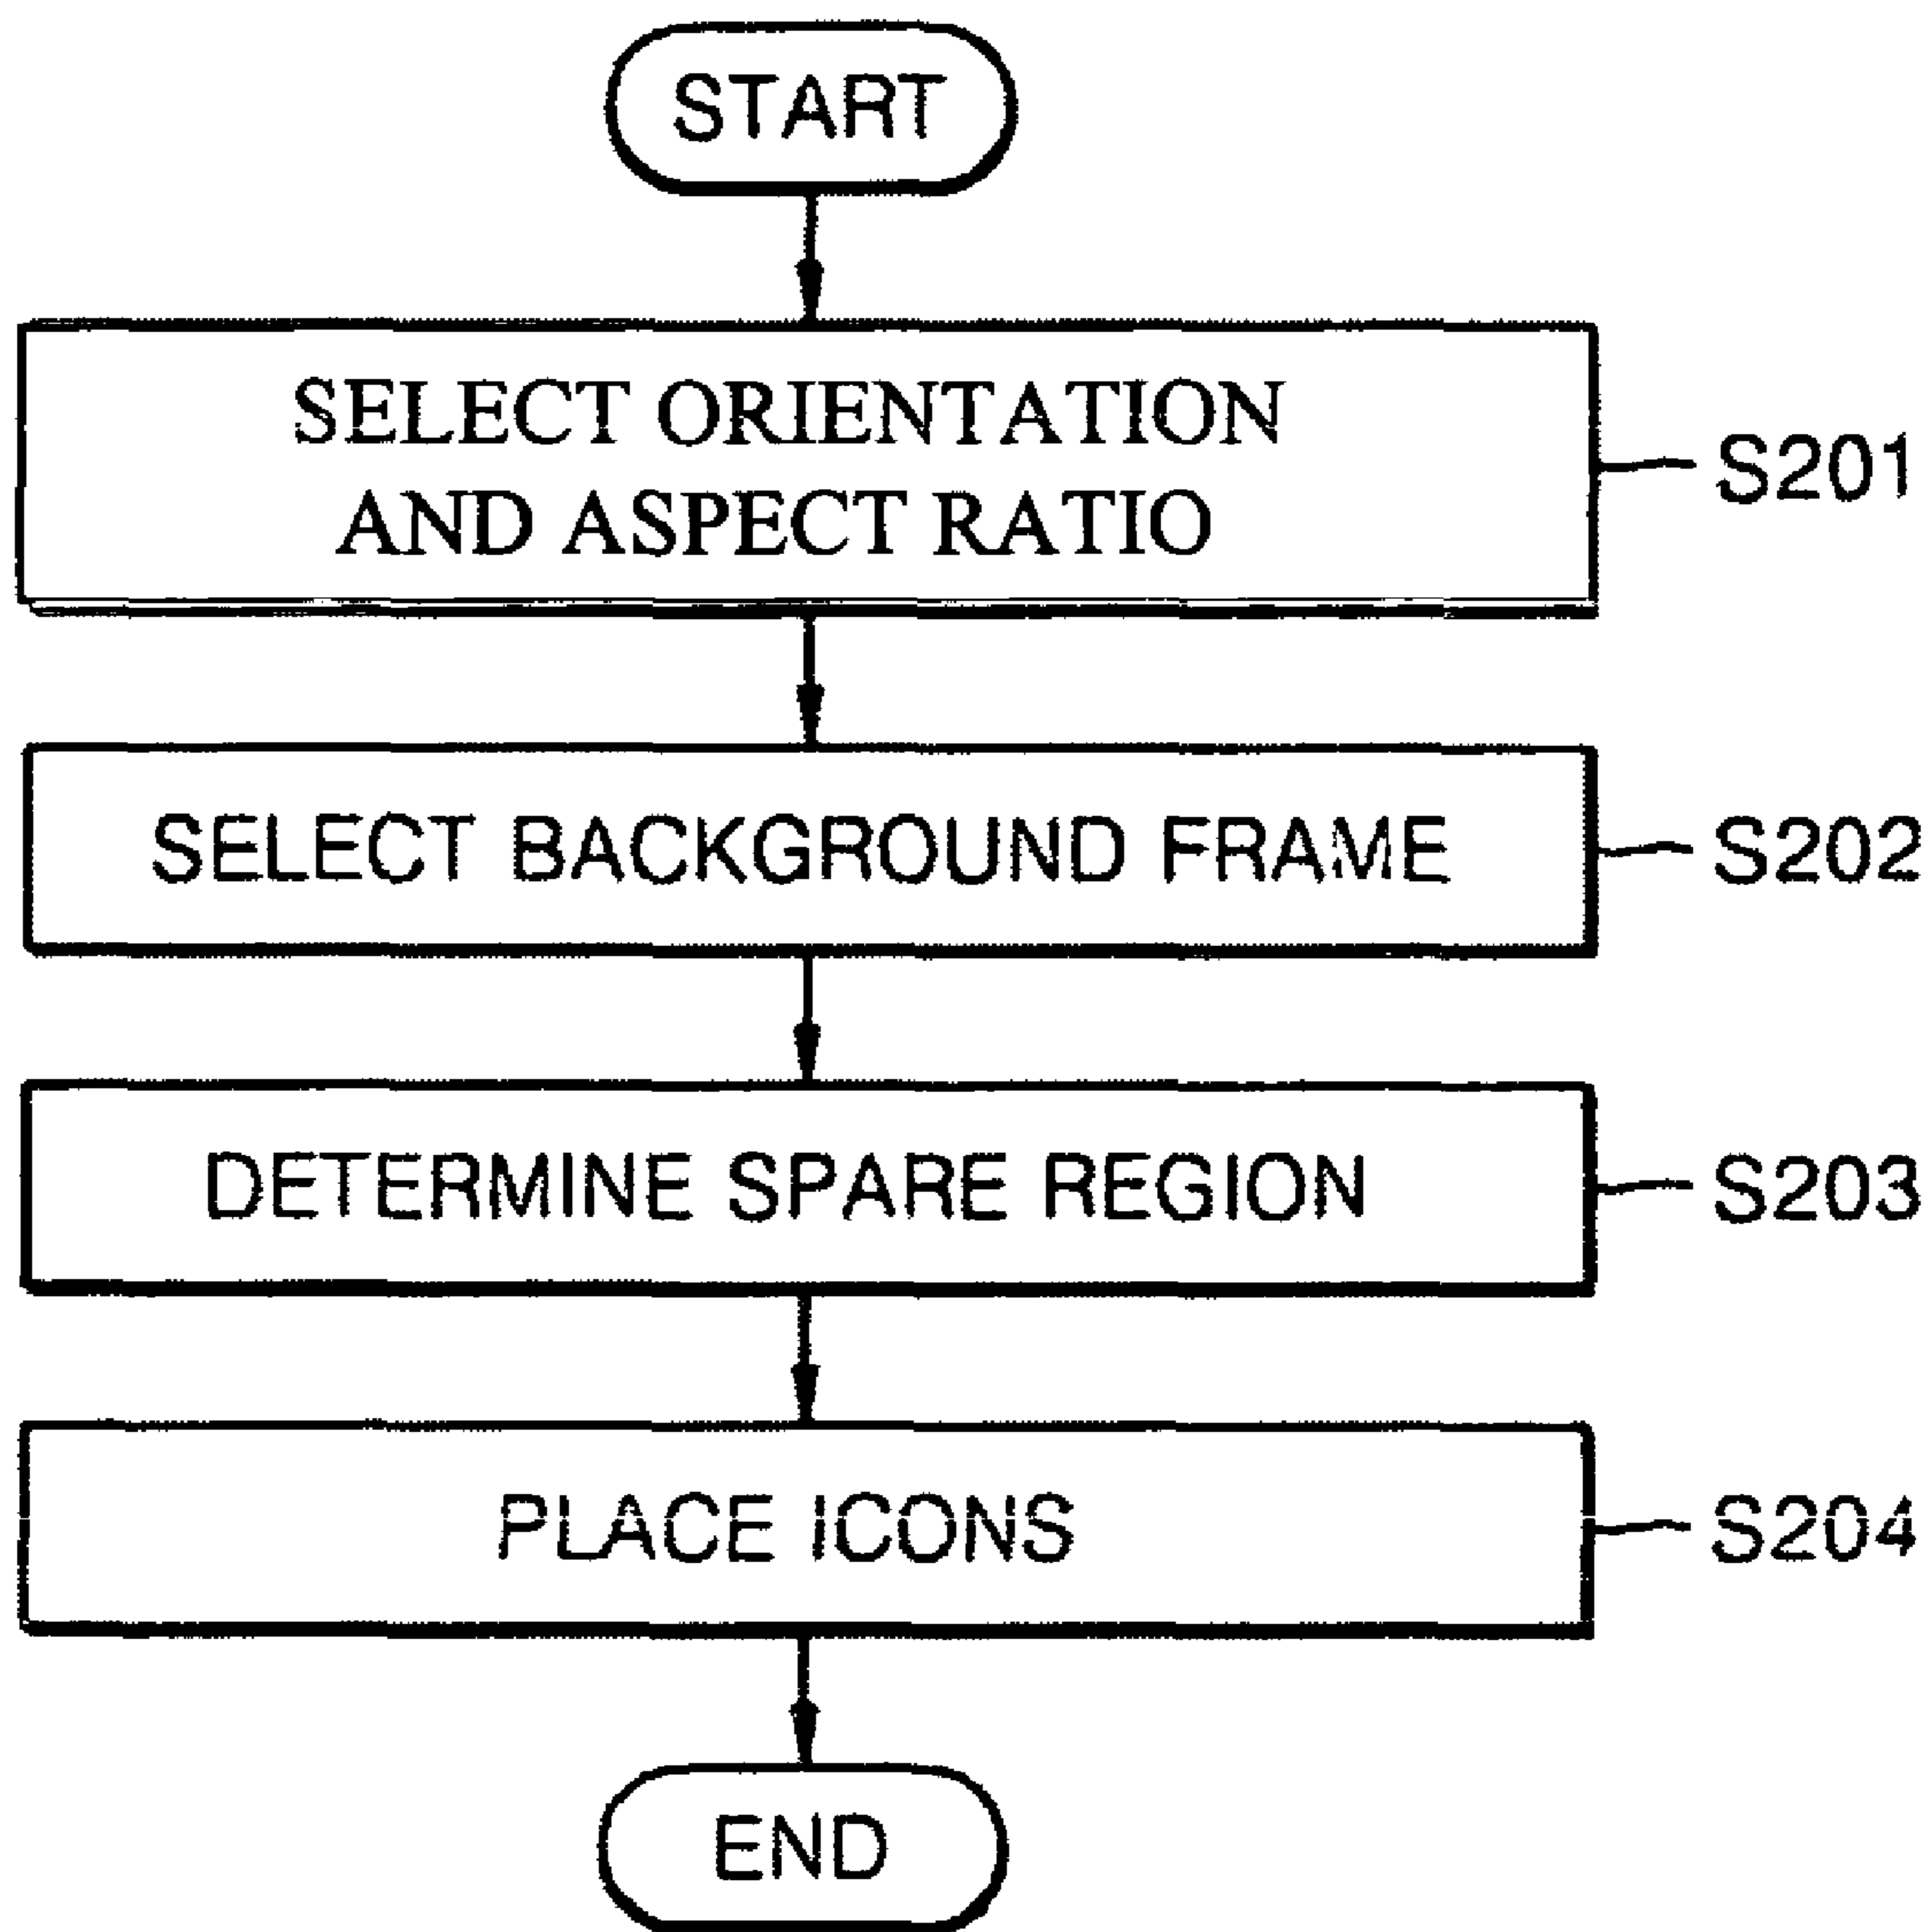 START
SELECT ORIENTATION
AND ASPECT RATIO
S201
SELECT BACKGROUND FRAME
S202
DETERMINE SPARE REGION
S203
PLACE ICONS
S204
END